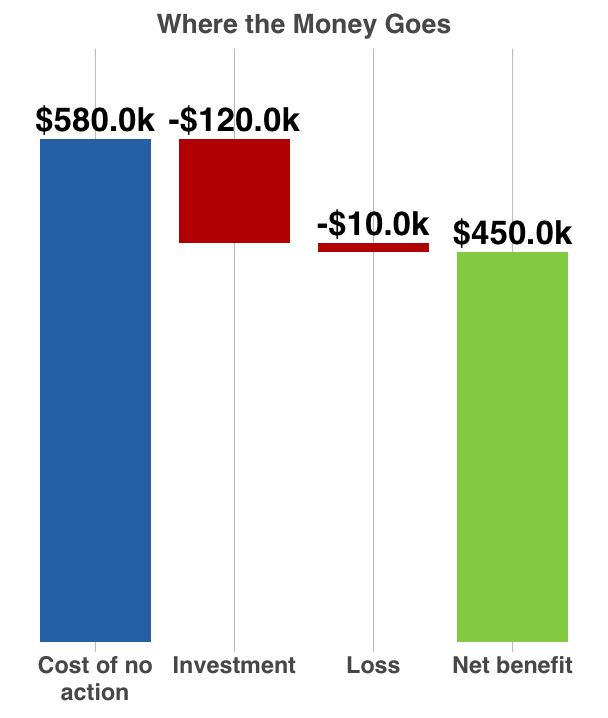 Where the Money Goes
$580.0k
-$120.0k
-$10.0k
$450.0k
Cost of no
action
Investment
Loss
Net benefit